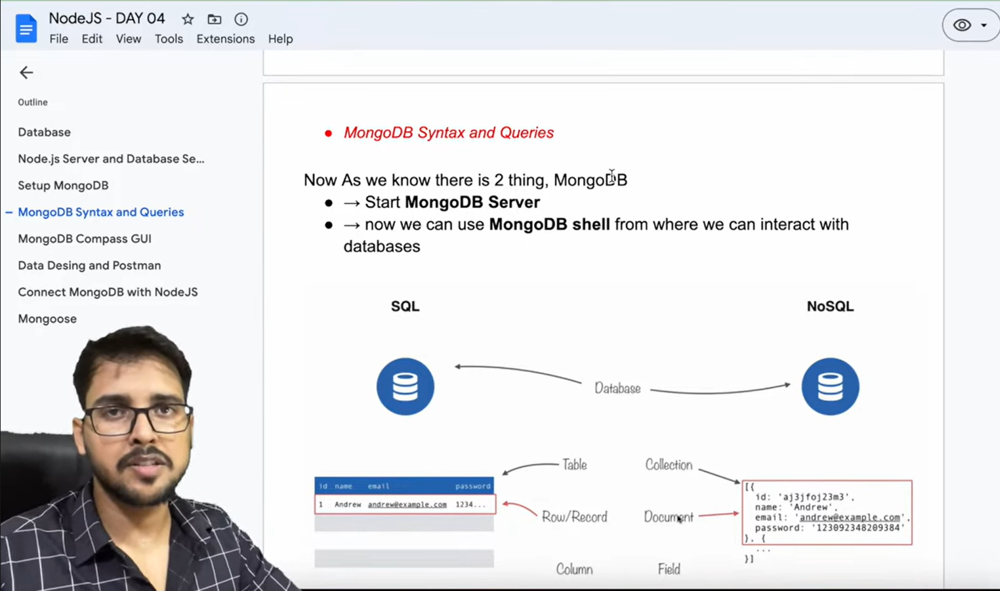 NodeJS - DAY 04
File Edit View Tools Extensions Help
Outline
Database
Node.js Server and Database Se...
Setup MongoDB
MongoDB Syntax and Queries
MongoDB Compass GUI
Data Desing and Postman
Connect MongoDB with NodeJS
Mongoose
• MongoDB Syntax and Queries
Now As we know there is 2 thing, MongoDB
● → Start MongoDB Server
● → now we can use MongoDB shell from where we can interact with
databases
SQL
NoSQL
Database
Table
Collection
id name email password
1 Andrew andrew@example.com 1234...
Row/Record
Document
[{
id: 'aj3jfoj23m3',
name: 'Andrew',
email: 'andrew@example.com',
password: '123092348209384'
}, {
...
}]
Column
Field